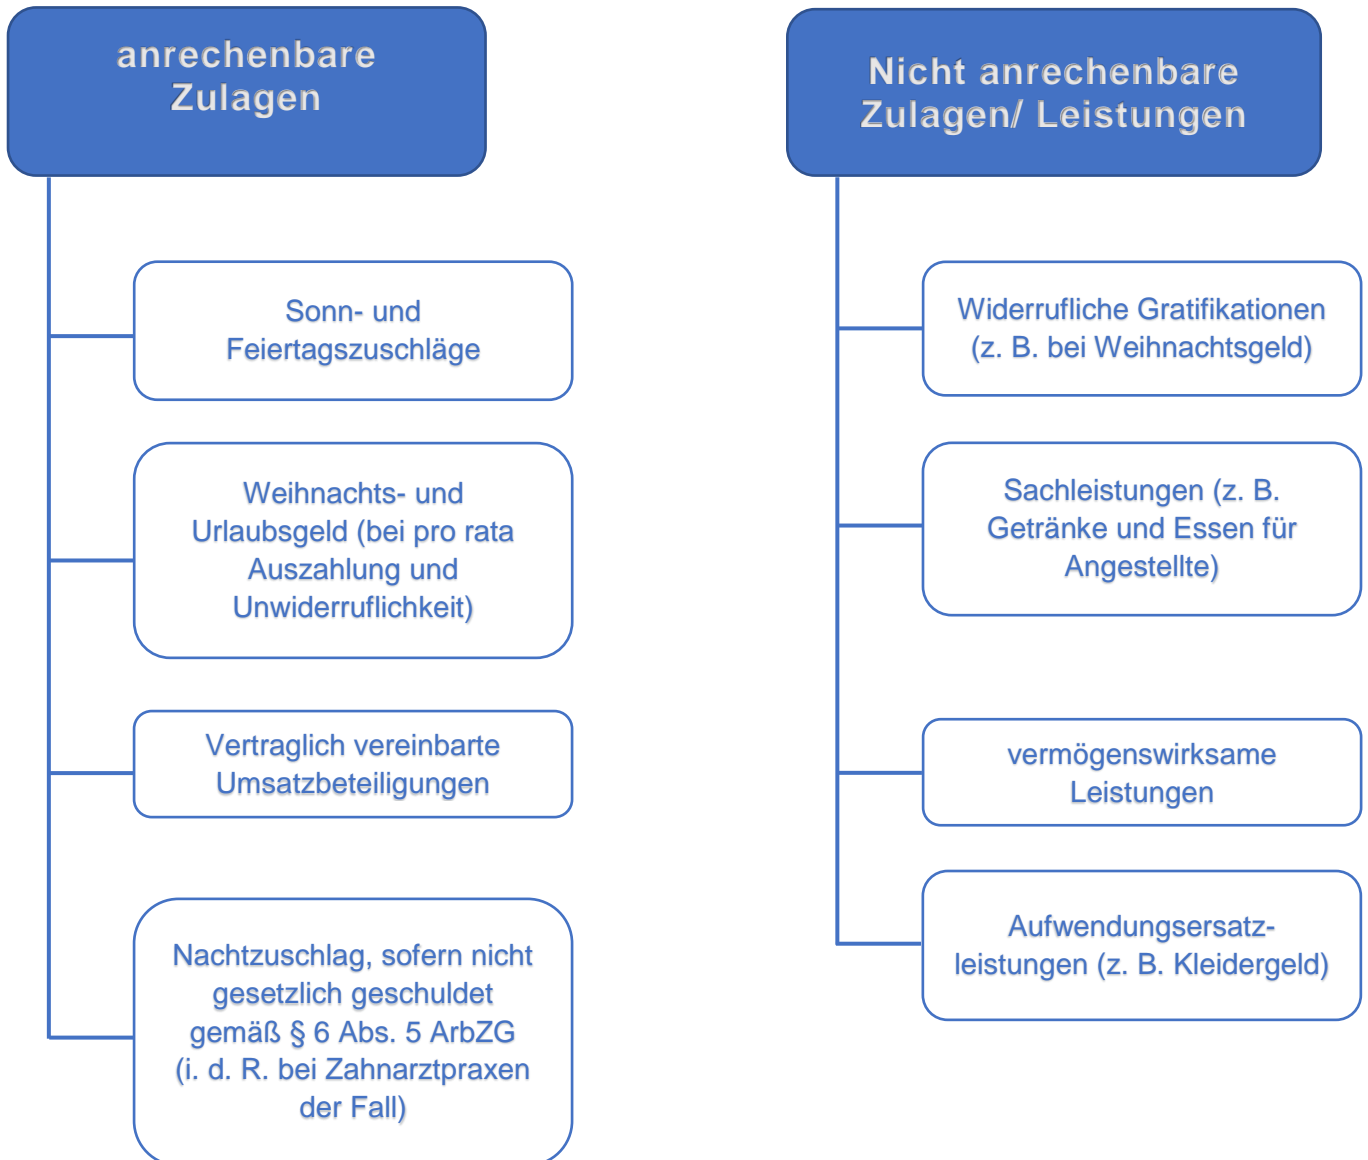 anrechenbare
Zulagen
Sonn- und
Feiertagszuschläge
Weihnachts- und
Urlaubsgeld (bei pro rata
Auszahlung und
Unwiderruflichkeit)
Vertraglich vereinbarte
Umsatzbeteiligungen
Nachtzuschlag, sofern nicht
gesetzlich geschuldet
gemäß § 6 Abs. 5 ArbZG
(i. d. R. bei Zahnarztpraxen
der Fall)
Nicht anrechenbare
Zulagen/ Leistungen
Widerrufliche Gratifikationen
(z. B. bei Weihnachtsgeld)
Sachleistungen (z. B.
Getränke und Essen für
Angestellte)
vermögenswirksame
Leistungen
Aufwendungsersatz-
leistungen (z. B. Kleidergeld)